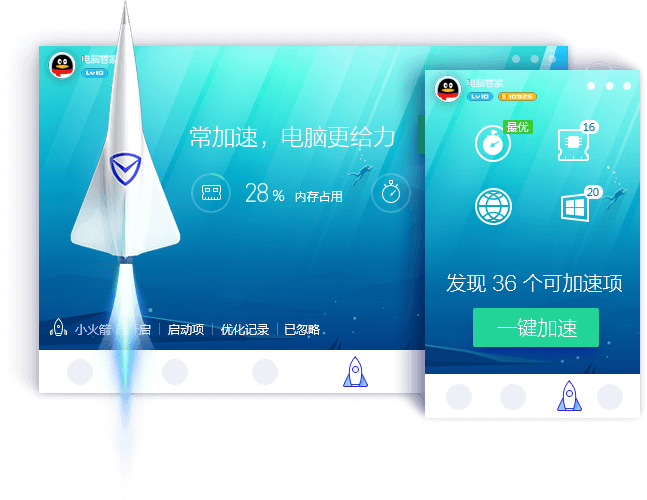 电脑管家
Lv10
常加速，电脑更给力
28% 内存占用
小火箭 开启 启动项 优化记录 已忽略
电脑管家
Lv10 10925
最优
16
20
发现 36 个可加速项
一键加速